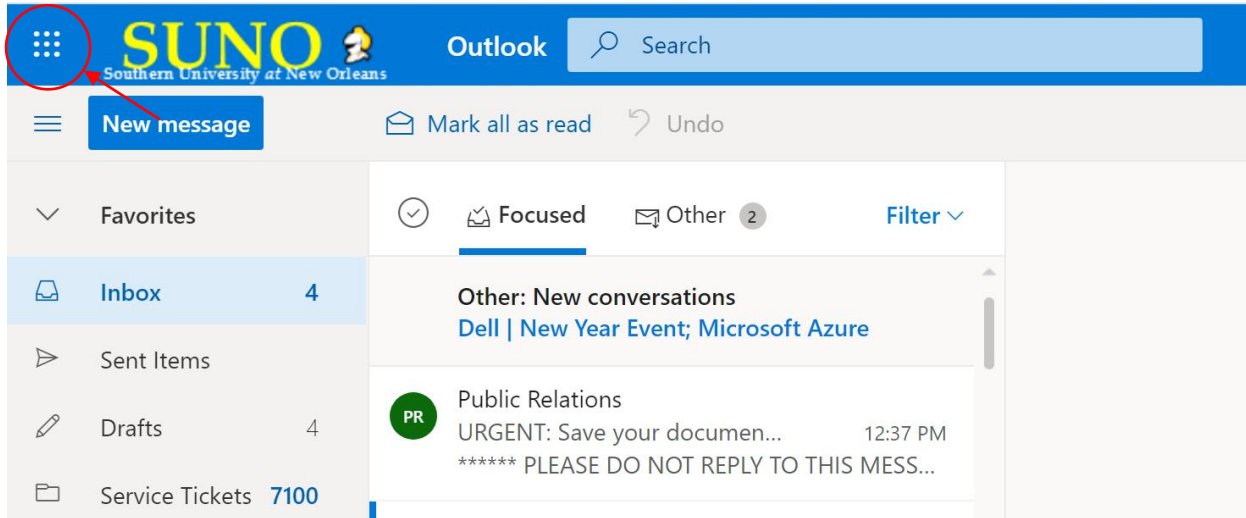 SUNO
Southern University at New Orleans
Outlook
Search
New message
Mark all as read
Undo
Favorites
Focused
Other 2
Filter
Inbox 4
Other: New conversations
Dell | New Year Event; Microsoft Azure
Sent Items
PR
Public Relations
URGENT: Save your documen... 12:37 PM
****** PLEASE DO NOT REPLY TO THIS MESS...
Drafts 4
Service Tickets 7100